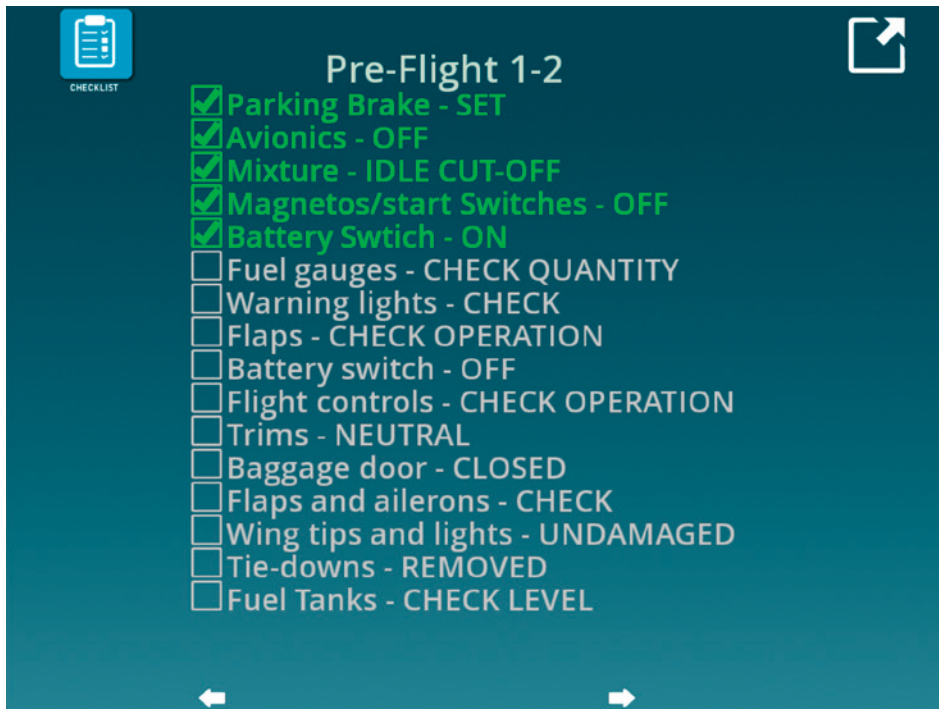 CHECKLIST
Pre-Flight 1-2
Parking Brake - SET
Avionics - OFF
Mixture - IDLE CUT-OFF
Magnetos/start Switches - OFF
Battery Swtich - ON
Fuel gauges - CHECK QUANTITY
Warning lights - CHECK
Flaps - CHECK OPERATION
Battery switch - OFF
Flight controls - CHECK OPERATION
Trims - NEUTRAL
Baggage door - CLOSED
Flaps and ailerons - CHECK
Wing tips and lights - UNDAMAGED
Tie-downs - REMOVED
Fuel Tanks - CHECK LEVEL